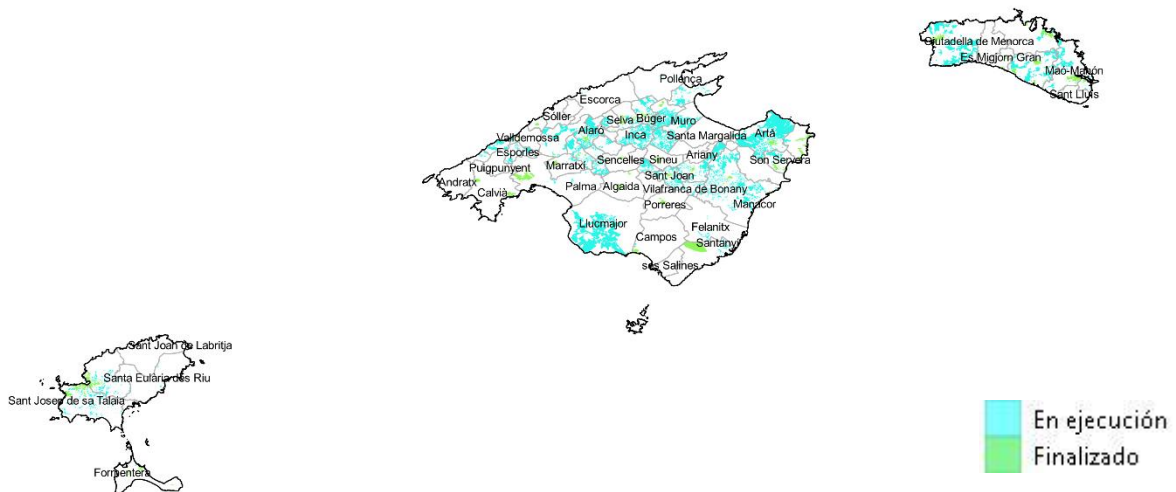 Ciutadella de Menorca
Es Migjorn Gran
Maó-Mahón
Sant Lluís
Pollença
Escorca
Sóller
Selva
Búger
Muro
Alaró
Inca
Santa Margalida
Artà
Valldemossa
Esporles
Sencelles
Sineu
Ariany
Son Servera
Puigpunyent
Marratxí
Sant Joan
Andratx
Calvià
Palma
Algaida
Vilafranca de Bonany
Manacor
Porreres
Llucmajor
Campos
Felanitx
Santanyí
ses Salines
Sant Joan de Labritja
Santa Eulària des Riu
Sant Josep de sa Talaia
Formentera
En ejecución
Finalizado